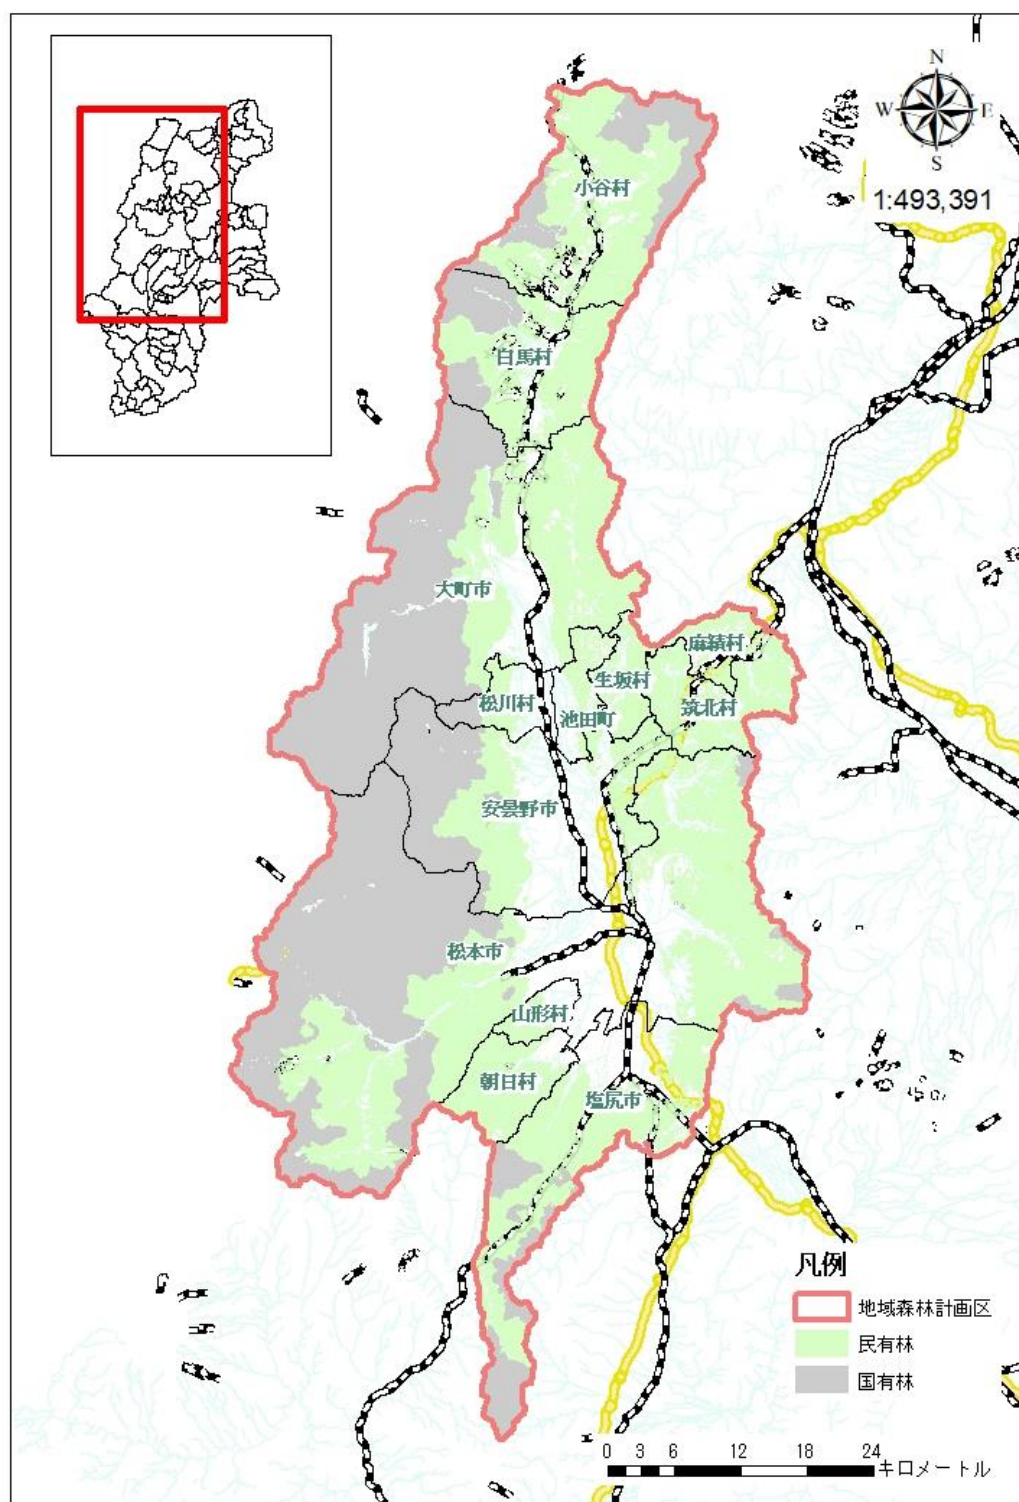 N
W
E
S
1:493,391
小谷村
白馬村
大町市
麻績村
生坂村
松川村
池田町
筑北村
安曇野市
松本市
山形村
朝日村
塩尻市
凡例
地域森林計画区
民有林
国有林
0 3 6 12 18 24
キロメートル